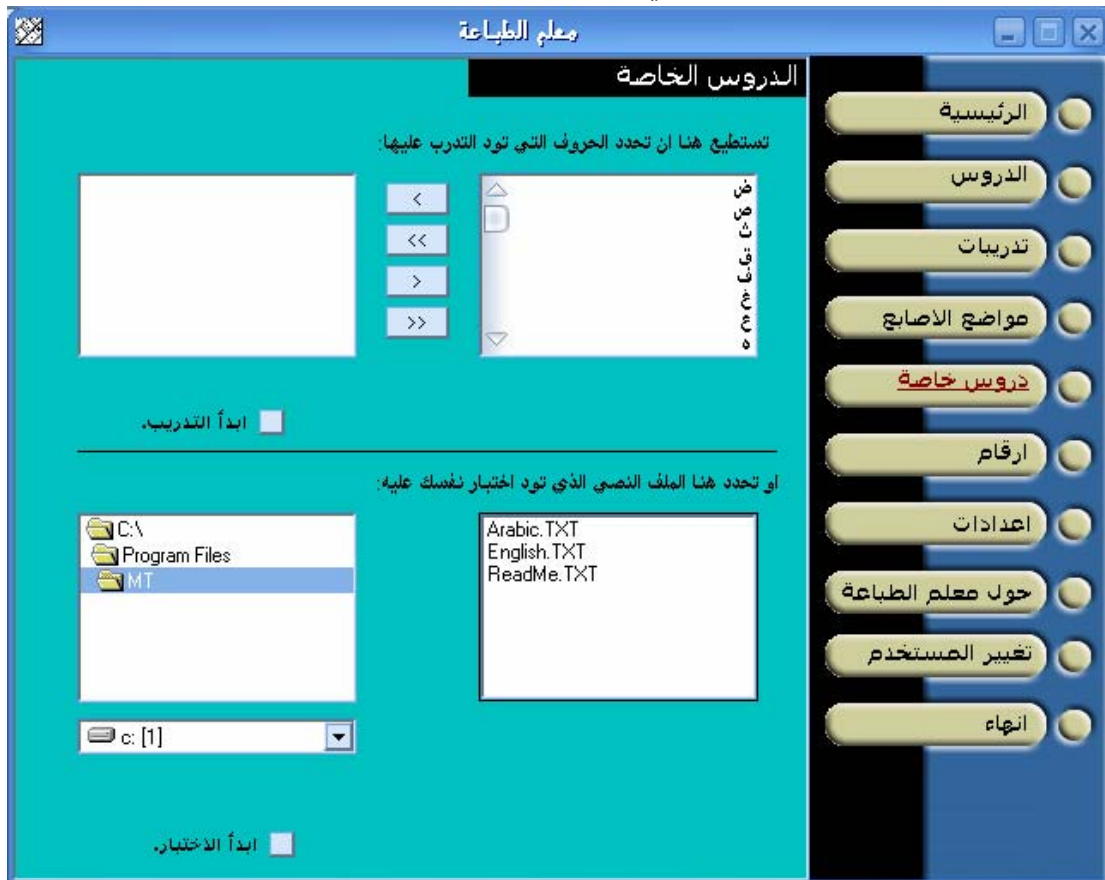 معلم الطباعة
الرئيسية
الدروس
تدريبات
مواضع الاصابع
دروس خاصة
ارقام
اعدادات
حول معلم الطباعة
تغيير المستخدم
انهاء
الدروس الخاصة
تستطيع هنا ان تحدد الحروف التي تود التدرب عليها:
ض
ص
ث
ق
ف
غ
ع
ه
<
<<
>
>>
ابدأ التدريب.
او تحدد هنا الملف النصي الذي تود اختبار نفسك عليه:
Arabic.TXT
English.TXT
ReadMe.TXT
C:\
Program Files
MT
c: [1]
ابدأ الاختبار.